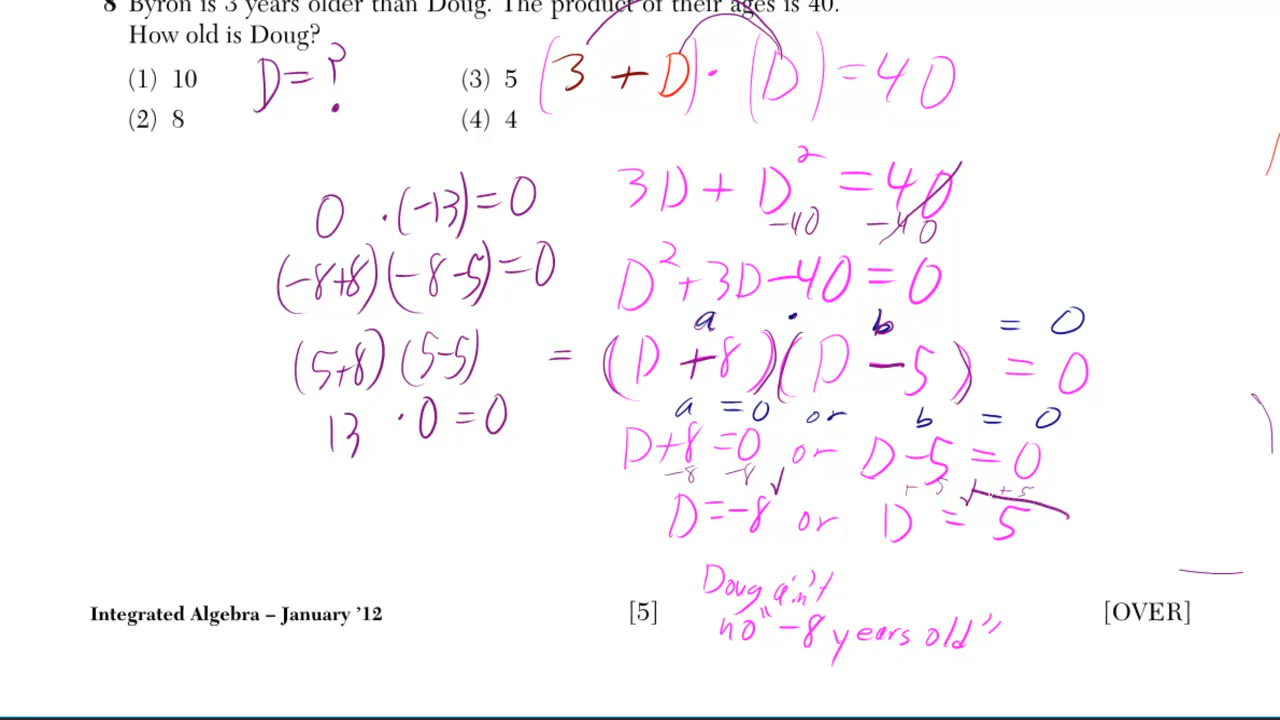 8 Byron is 3 years older than Doug. The product of their ages is 40.
How old is Doug?
(1) 10
(2) 8
(3) 5
(4) 4
D = ?
(3 + D) · (D) = 40
3D + D² = 40
-40 -40
D² + 3D - 40 = 0
a · b = 0
= (D + 8)(D - 5) = 0
a = 0 or b = 0
D + 8 = 0 or D - 5 = 0
-8 -8 + 5 + 5
D = -8 or D = 5
Doug ain't
no "-8 years old"
0 · (-13) = 0
(-8+8)(-8-5) = 0
(5+8)(5-5)
13 · 0 = 0
Integrated Algebra – January ’12
[5]
[OVER]